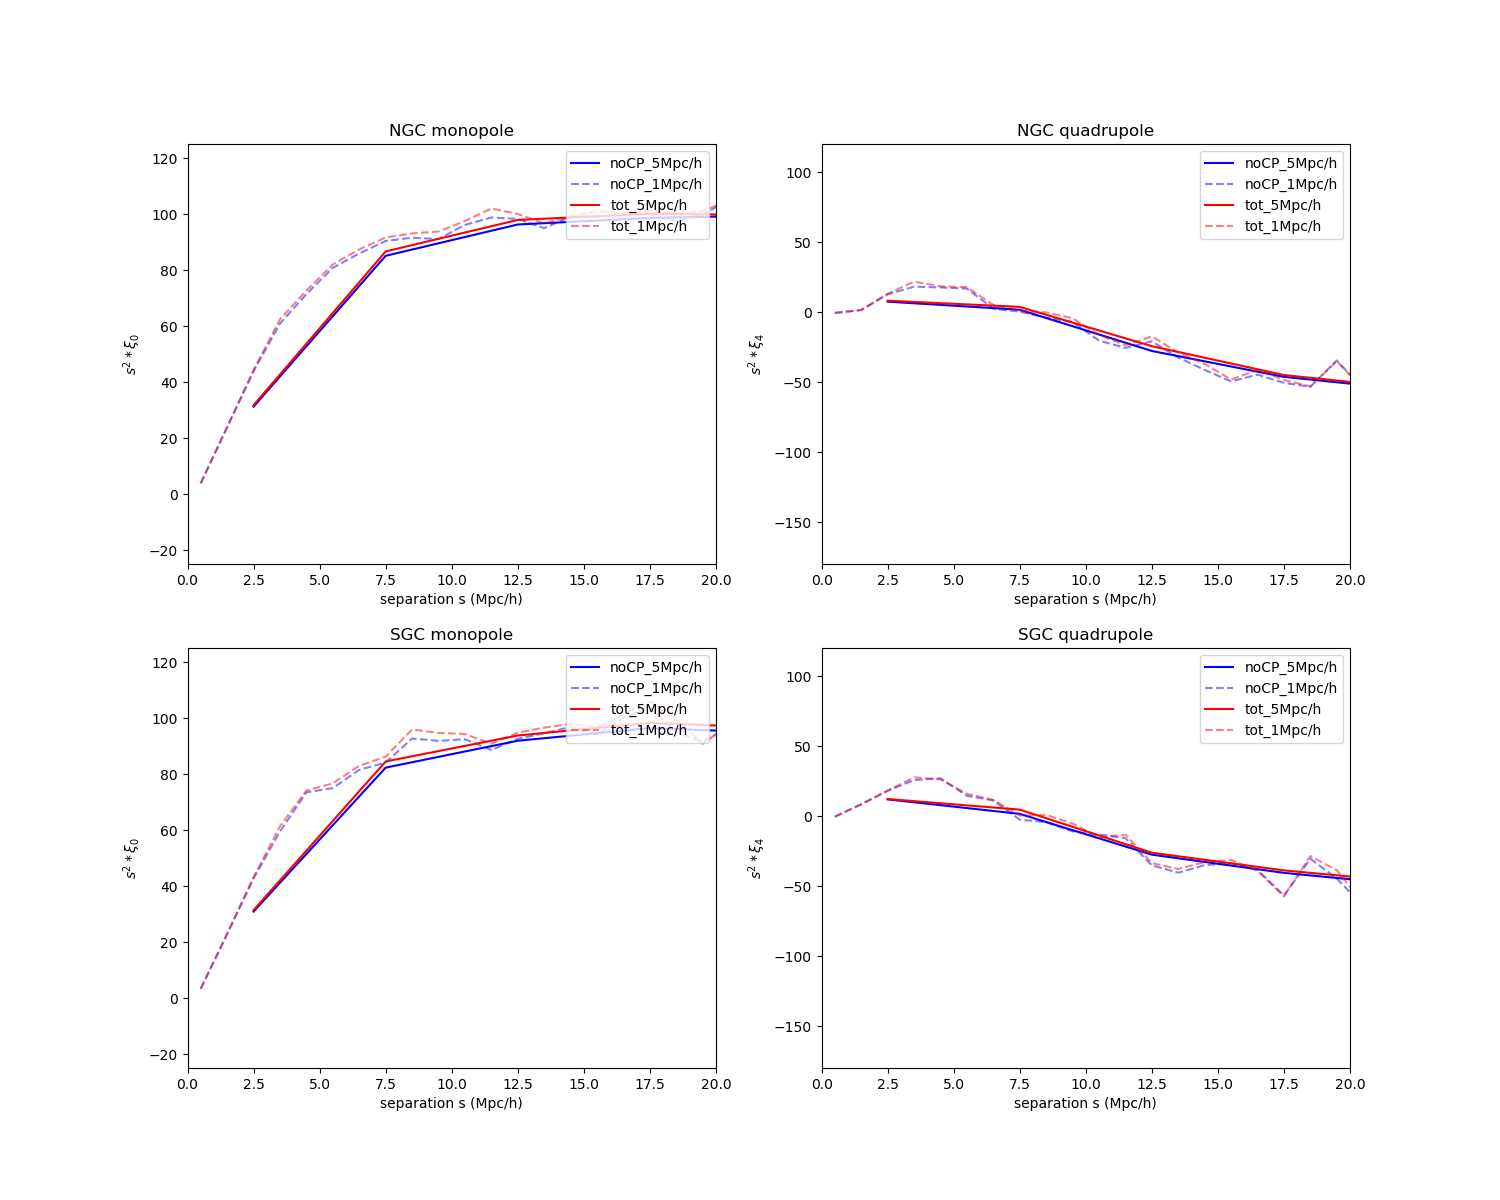 NGC monopole
120
100
80
60
40
20
0
−20
s² * ξ₀
0.0 2.5 5.0 7.5 10.0 12.5 15.0 17.5 20.0
separation s (Mpc/h)
noCP_5Mpc/h
noCP_1Mpc/h
tot_5Mpc/h
tot_1Mpc/h
NGC quadrupole
100
50
0
−50
−100
−150
s² * ξ₄
0.0 2.5 5.0 7.5 10.0 12.5 15.0 17.5 20.0
separation s (Mpc/h)
noCP_5Mpc/h
noCP_1Mpc/h
tot_5Mpc/h
tot_1Mpc/h
SGC monopole
120
100
80
60
40
20
0
−20
s² * ξ₀
0.0 2.5 5.0 7.5 10.0 12.5 15.0 17.5 20.0
separation s (Mpc/h)
noCP_5Mpc/h
noCP_1Mpc/h
tot_5Mpc/h
tot_1Mpc/h
SGC quadrupole
100
50
0
−50
−100
−150
s² * ξ₄
0.0 2.5 5.0 7.5 10.0 12.5 15.0 17.5 20.0
separation s (Mpc/h)
noCP_5Mpc/h
noCP_1Mpc/h
tot_5Mpc/h
tot_1Mpc/h